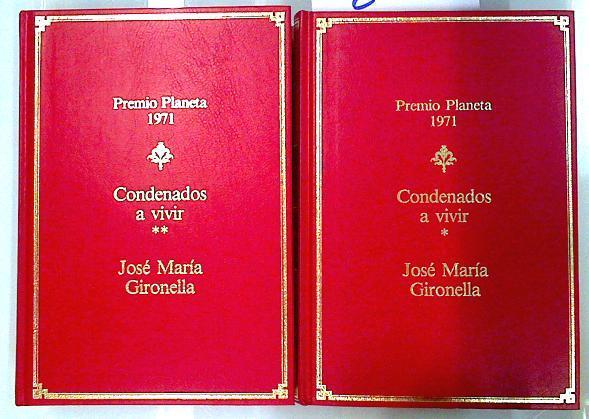 Premio Planeta
1971
Condenados
a vivir
**
José María
Gironella
Premio Planeta
1971
Condenados
a vivir
*
José María
Gironella